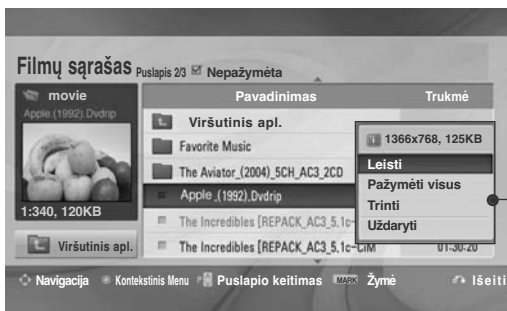 Filmų sąrašas Puslapis 2/3 Nepažymėta
movie
Apple (1992).Dvdrip
1:340, 120KB
Viršutinis apl.
Pavadinimas Trukmė
Viršutinis apl.
Favorite Music
The Aviator_(2004)_5CH_AC3_2CD
Apple .(1992).Dvdrip
The Incredibles [REPACK_AC3_5.1c
The Incredibles [REPACK_AC3_5.1c-CiM 01:30:20
1366x768, 125KB
Leisti
Pažymėti visus
Trinti
Uždaryti
Navigacija Kontekstinis Menu P Puslapio keitimas MARK Žymė Išeiti